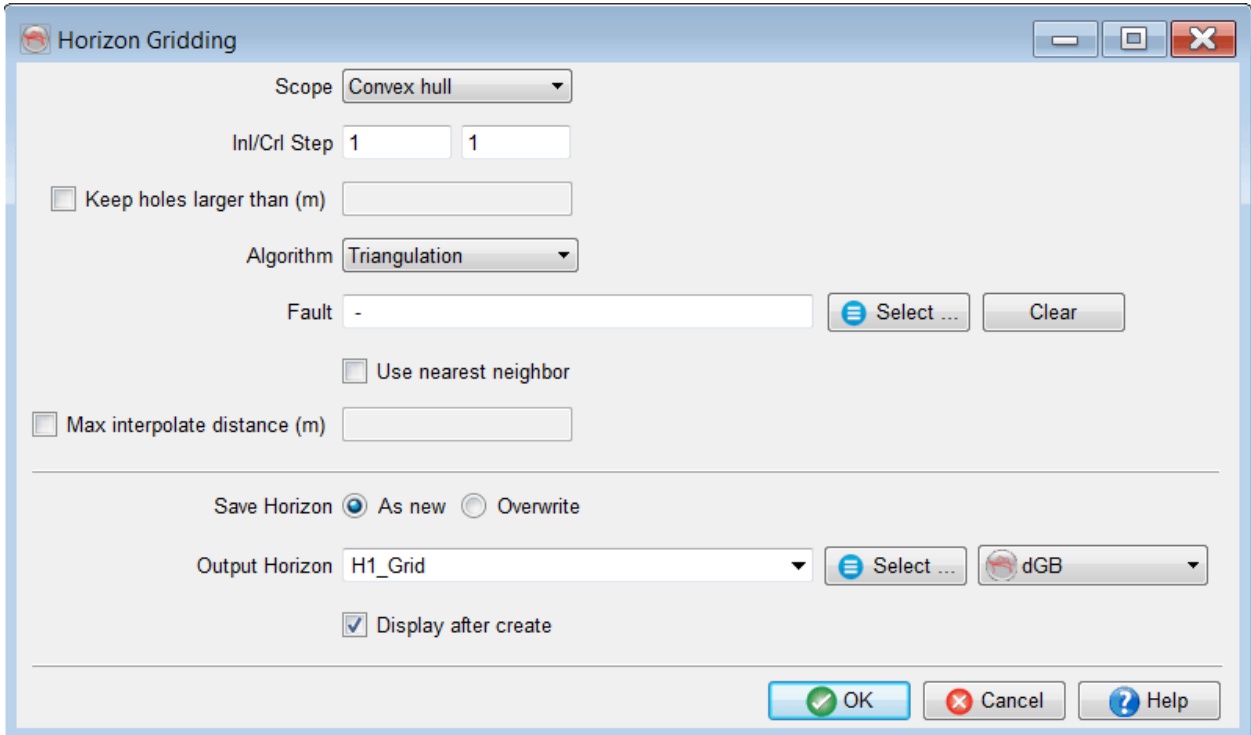 Horizon Gridding
Scope Convex hull
Inl/Crl Step 1 1
Keep holes larger than (m)
Algorithm Triangulation
Fault - Select ... Clear
Use nearest neighbor
Max interpolate distance (m)
Save Horizon As new Overwrite
Output Horizon H1_Grid Select ... dGB
Display after create
OK Cancel Help